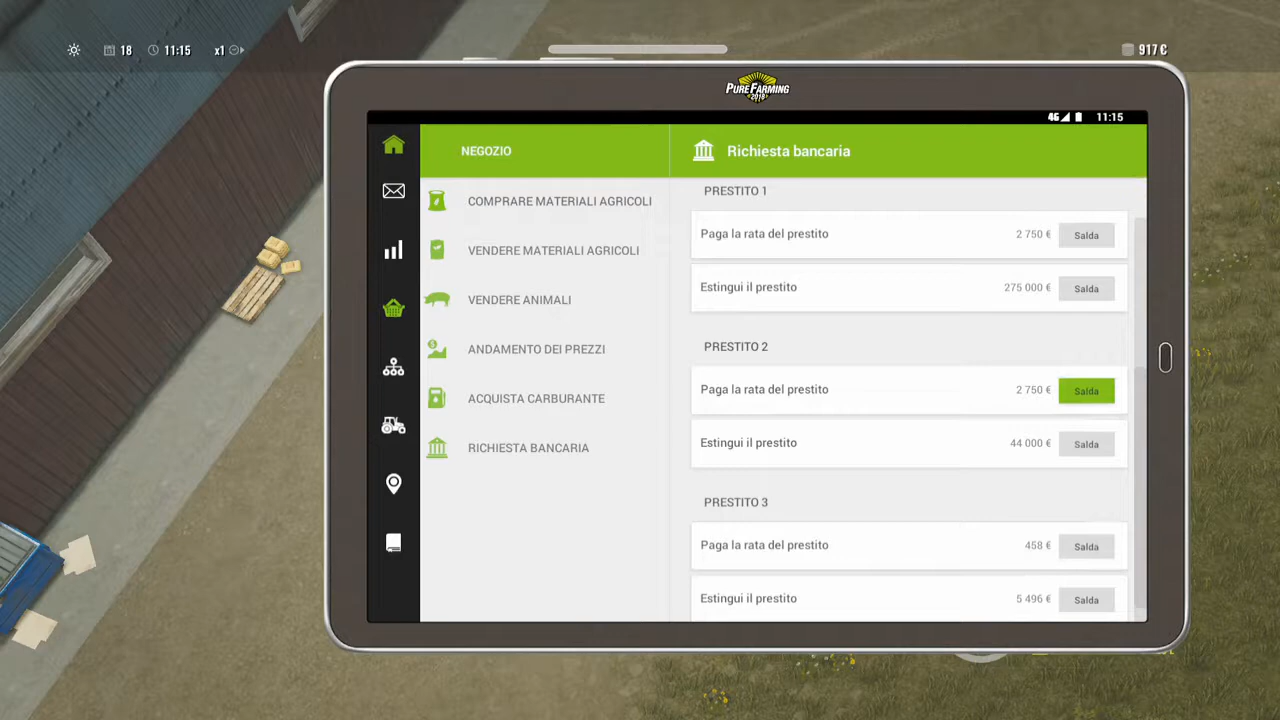 18
11:15
x1
917 €
PURE FARMING
2018
4G
11:15
NEGOZIO
Richiesta bancaria
COMPRARE MATERIALI AGRICOLI
VENDERE MATERIALI AGRICOLI
VENDERE ANIMALI
ANDAMENTO DEI PREZZI
ACQUISTA CARBURANTE
RICHIESTA BANCARIA
PRESTITO 1
Paga la rata del prestito 2 750 € Salda
Estingui il prestito 275 000 € Salda
PRESTITO 2
Paga la rata del prestito 2 750 € Salda
Estingui il prestito 44 000 € Salda
PRESTITO 3
Paga la rata del prestito 458 € Salda
Estingui il prestito 5 496 € Salda